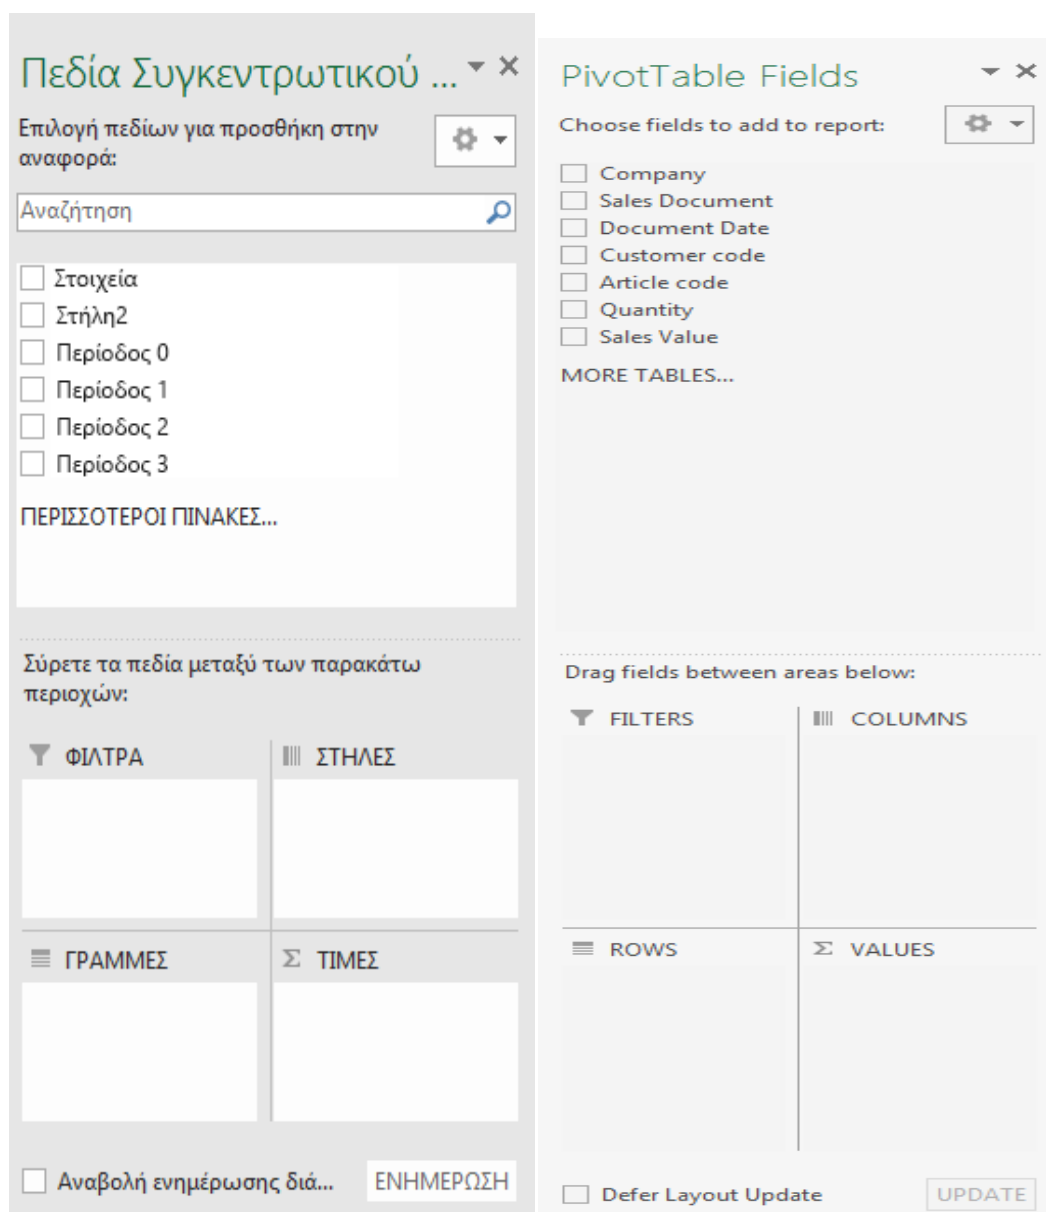 Πεδία Συγκεντρωτικού ...
Επιλογή πεδίων για προσθήκη στην
αναφορά:
Αναζήτηση
Στοιχεία
Στήλη2
Περίοδος 0
Περίοδος 1
Περίοδος 2
Περίοδος 3
ΠΕΡΙΣΣΟΤΕΡΟΙ ΠΙΝΑΚΕΣ...
Σύρετε τα πεδία μεταξύ των παρακάτω
περιοχών:
ΦΙΛΤΡΑ
ΣΤΗΛΕΣ
ΓΡΑΜΜΕΣ
Σ ΤΙΜΕΣ
Αναβολή ενημέρωσης διά...
ΕΝΗΜΕΡΩΣΗ
PivotTable Fields
Choose fields to add to report:
Company
Sales Document
Document Date
Customer code
Article code
Quantity
Sales Value
MORE TABLES...
Drag fields between areas below:
FILTERS
COLUMNS
ROWS
Σ VALUES
Defer Layout Update
UPDATE